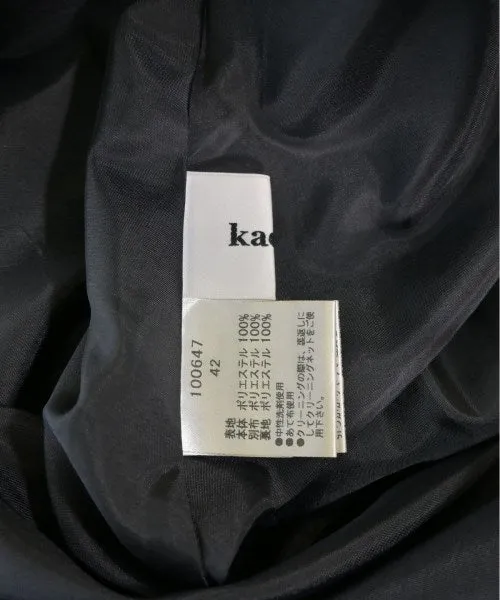 kao
100647
42
表地
本体 ポリエステル 100%
別布 ポリエステル 100%
裏地 ポリエステル 100%
●中性洗剤使用
●あて布使用
●クリーニングの際は、裏返しに
してクリーニングネットをご使
用下さい。